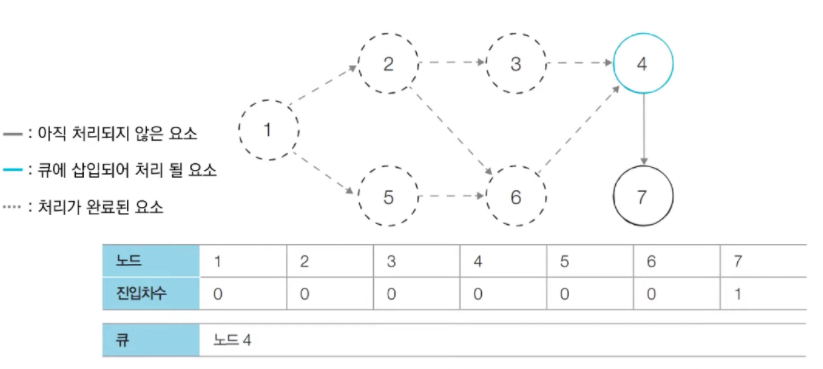 2
3
4
1
── : 아직 처리되지 않은 요소
── : 큐에 삽입되어 처리 될 요소
5
6
7
···· : 처리가 완료된 요소
노드 1 2 3 4 5 6 7
진입차수 0 0 0 0 0 0 1
큐 노드 4